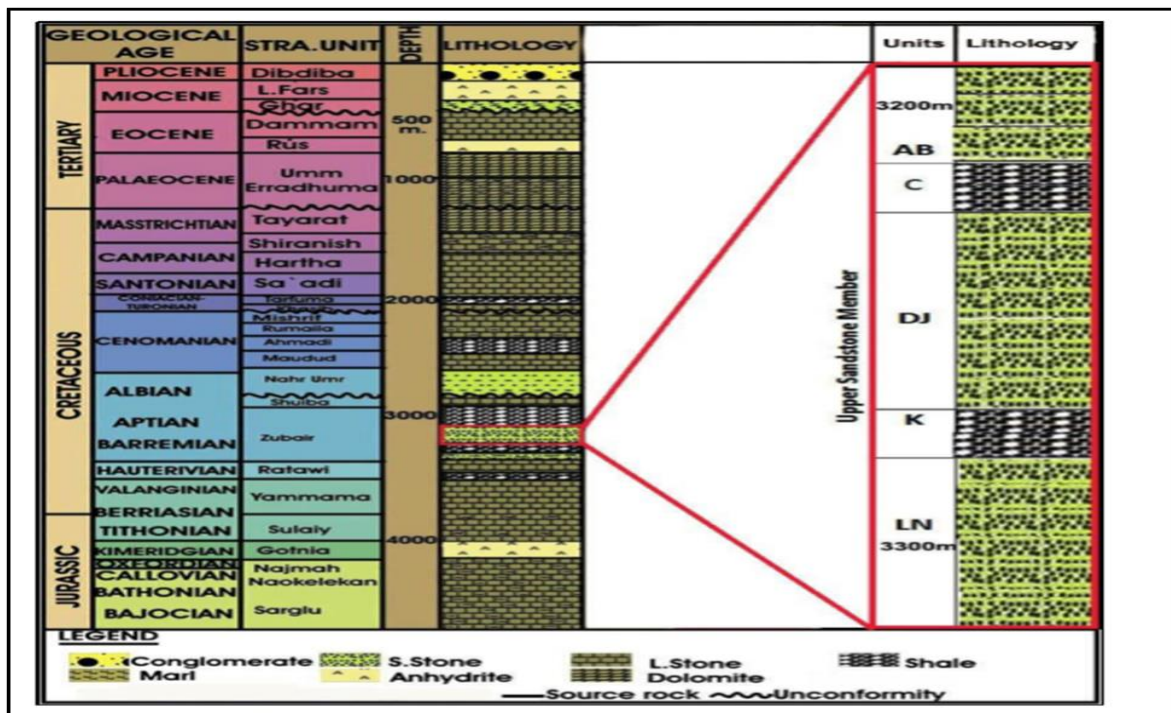 GEOLOGICAL AGE
STRA.UNIT
DEPTH
LITHOLOGY
Units
Lithology
TERTIARY
PLIOCENE
Dibdiba
MIOCENE
L.Fars
Ghar
EOCENE
Dammam
500 m.
Rús
PALAEOCENE
Umm Erradhuma
1000
CRETACEOUS
MASSTRICHTIAN
Tayarat
Shiranish
CAMPANIAN
Hartha
SANTONIAN
Sa`adi
CONIACIAN-TURONIAN
Tanuma
2000
Mishrif
Rumaila
CENOMANIAN
Ahmadi
Maudud
ALBIAN
Nahr Umr
Shuiba
APTIAN
3000
BARREMIAN
Zubair
HAUTERIVIAN
Ratawi
VALANGINIAN
Yammama
BERRIASIAN
JURASSIC
TITHONIAN
Sulaiy
KIMERIDGIAN
Gotnia
4000
OXFORDIAN
CALLOVIAN
Najmah
Naokelekan
BATHONIAN
BAJOCIAN
Sarglu
Upper Sandstone Member
3200m
AB
C
DJ
K
LN
3300m
LEGEND
Conglomerate
S.Stone
L.Stone
Shale
Marl
Anhydrite
Dolomite
Source rock
Unconformity